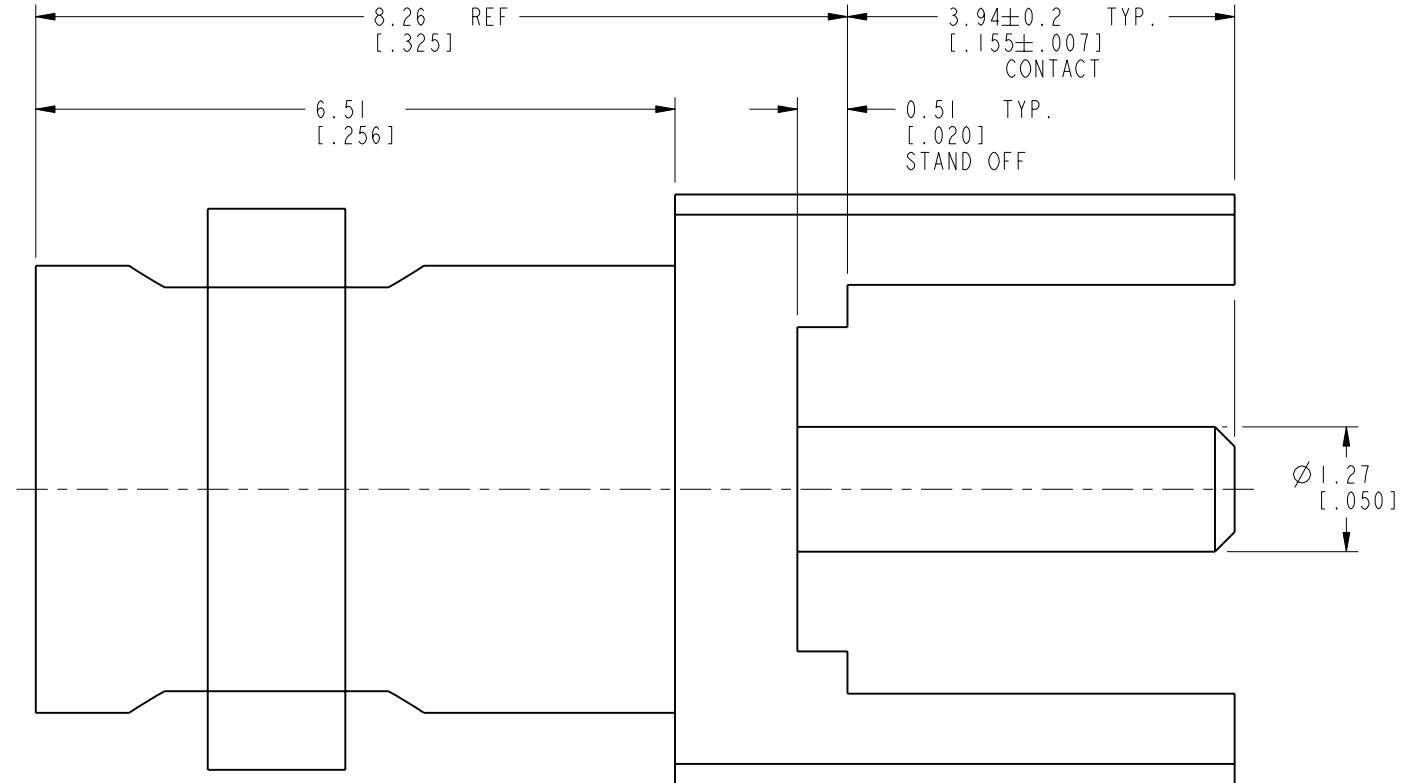 8.26 REF
[.325]
3.94±0.2 TYP.
[.155±.007]
CONTACT
6.51
[.256]
0.51 TYP.
[.020]
STAND OFF
Ø1.27
[.050]